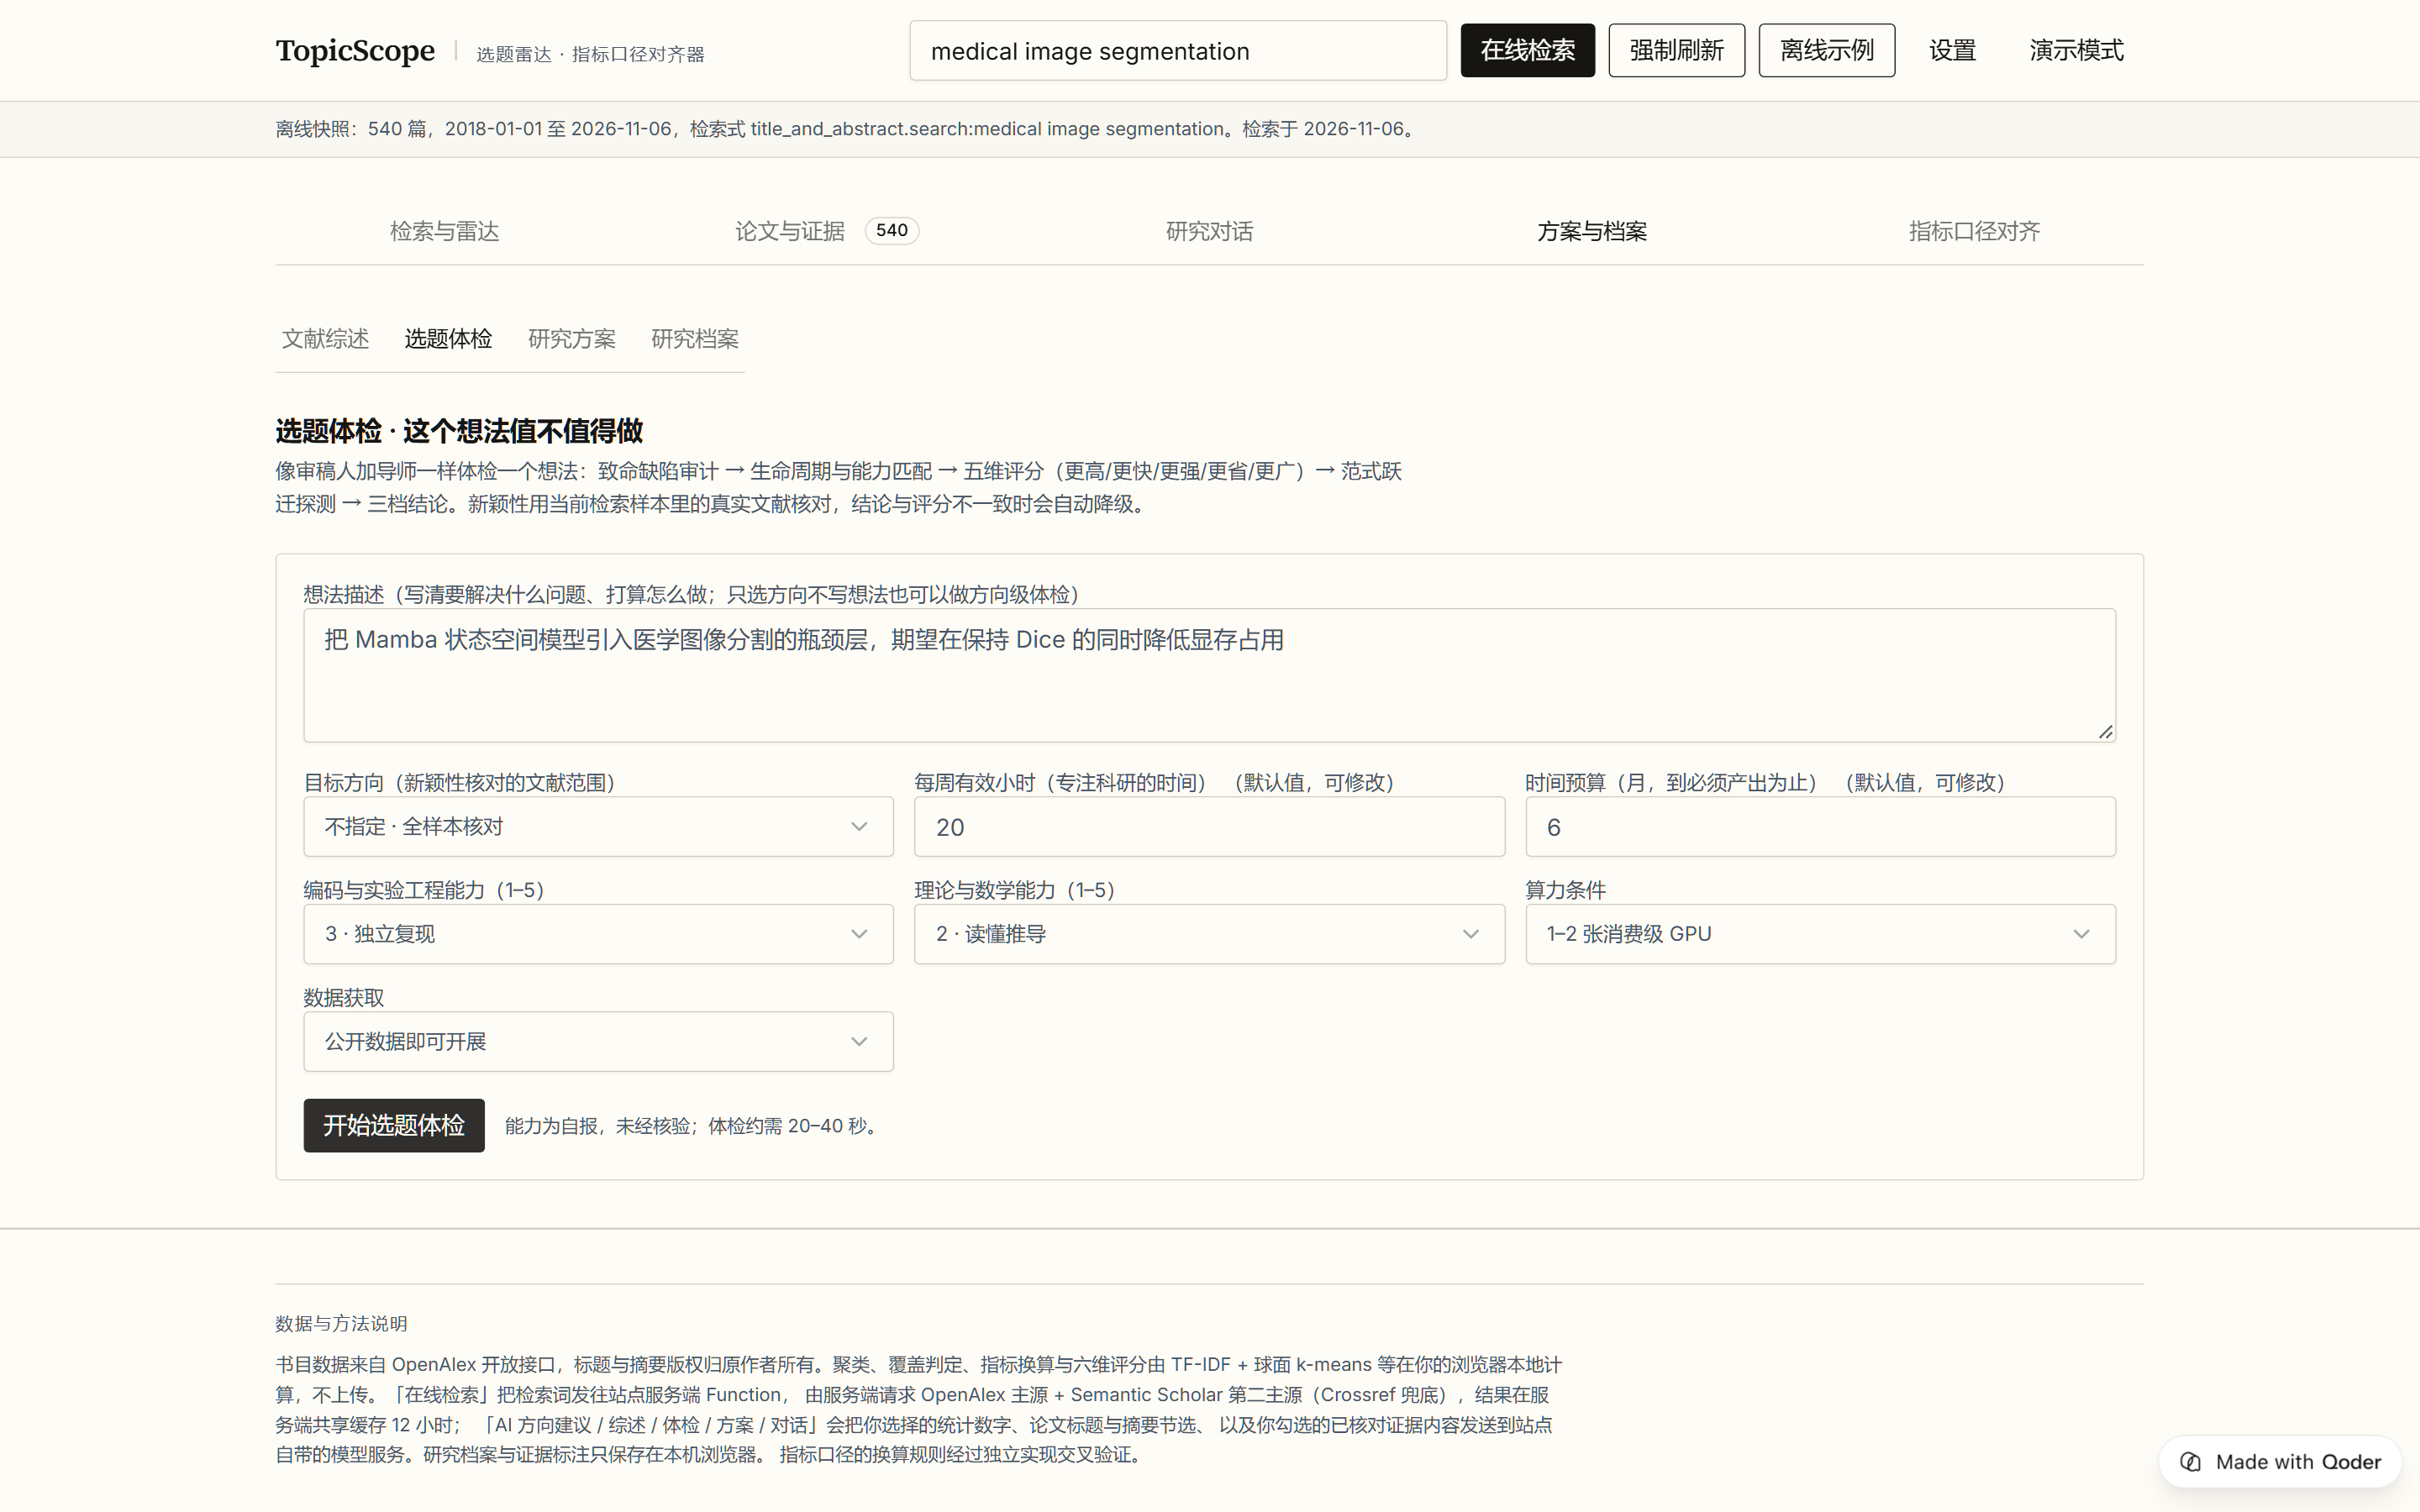 TopicScope
选题雷达 · 指标口径对齐器
medical image segmentation
在线检索
强制刷新
离线示例
设置
演示模式
离线快照：540 篇，2018-01-01 至 2026-11-06，检索式 title_and_abstract.search:medical image segmentation。检索于 2026-11-06。
检索与雷达
论文与证据 540
研究对话
方案与档案
指标口径对齐
文献综述
选题体检
研究方案
研究档案
选题体检 · 这个想法值不值得做
像审稿人加导师一样体检一个想法：致命缺陷审计 → 生命周期与能力匹配 → 五维评分（更高/更快/更强/更省/更广）→ 范式跃
迁探测 → 三档结论。新颖性用当前检索样本里的真实文献核对，结论与评分不一致时会自动降级。
想法描述（写清要解决什么问题、打算怎么做；只选方向不写想法也可以做方向级体检）
把 Mamba 状态空间模型引入医学图像分割的瓶颈层，期望在保持 Dice 的同时降低显存占用
目标方向（新颖性核对的文献范围）
不指定 · 全样本核对
每周有效小时（专注科研的时间） （默认值，可修改）
20
时间预算（月，到必须产出为止） （默认值，可修改）
6
编码与实验工程能力（1–5）
3 · 独立复现
理论与数学能力（1–5）
2 · 读懂推导
算力条件
1–2 张消费级 GPU
数据获取
公开数据即可开展
开始选题体检
能力为自报，未经核验；体检约需 20–40 秒。
数据与方法说明
书目数据来自 OpenAlex 开放接口，标题与摘要版权归原作者所有。聚类、覆盖判定、指标换算与六维评分由 TF-IDF + 球面 k-means 等在你的浏览器本地计
算，不上传。「在线检索」把检索词发往站点服务端 Function， 由服务端请求 OpenAlex 主源 + Semantic Scholar 第二主源（Crossref 兜底），结果在服
务端共享缓存 12 小时； 「AI 方向建议 / 综述 / 体检 / 方案 / 对话」会把你选择的统计数字、论文标题与摘要节选、 以及你勾选的已核对证据内容发送到站点
自带的模型服务。研究档案与证据标注只保存在本机浏览器。 指标口径的换算规则经过独立实现交叉验证。
Made with Qoder